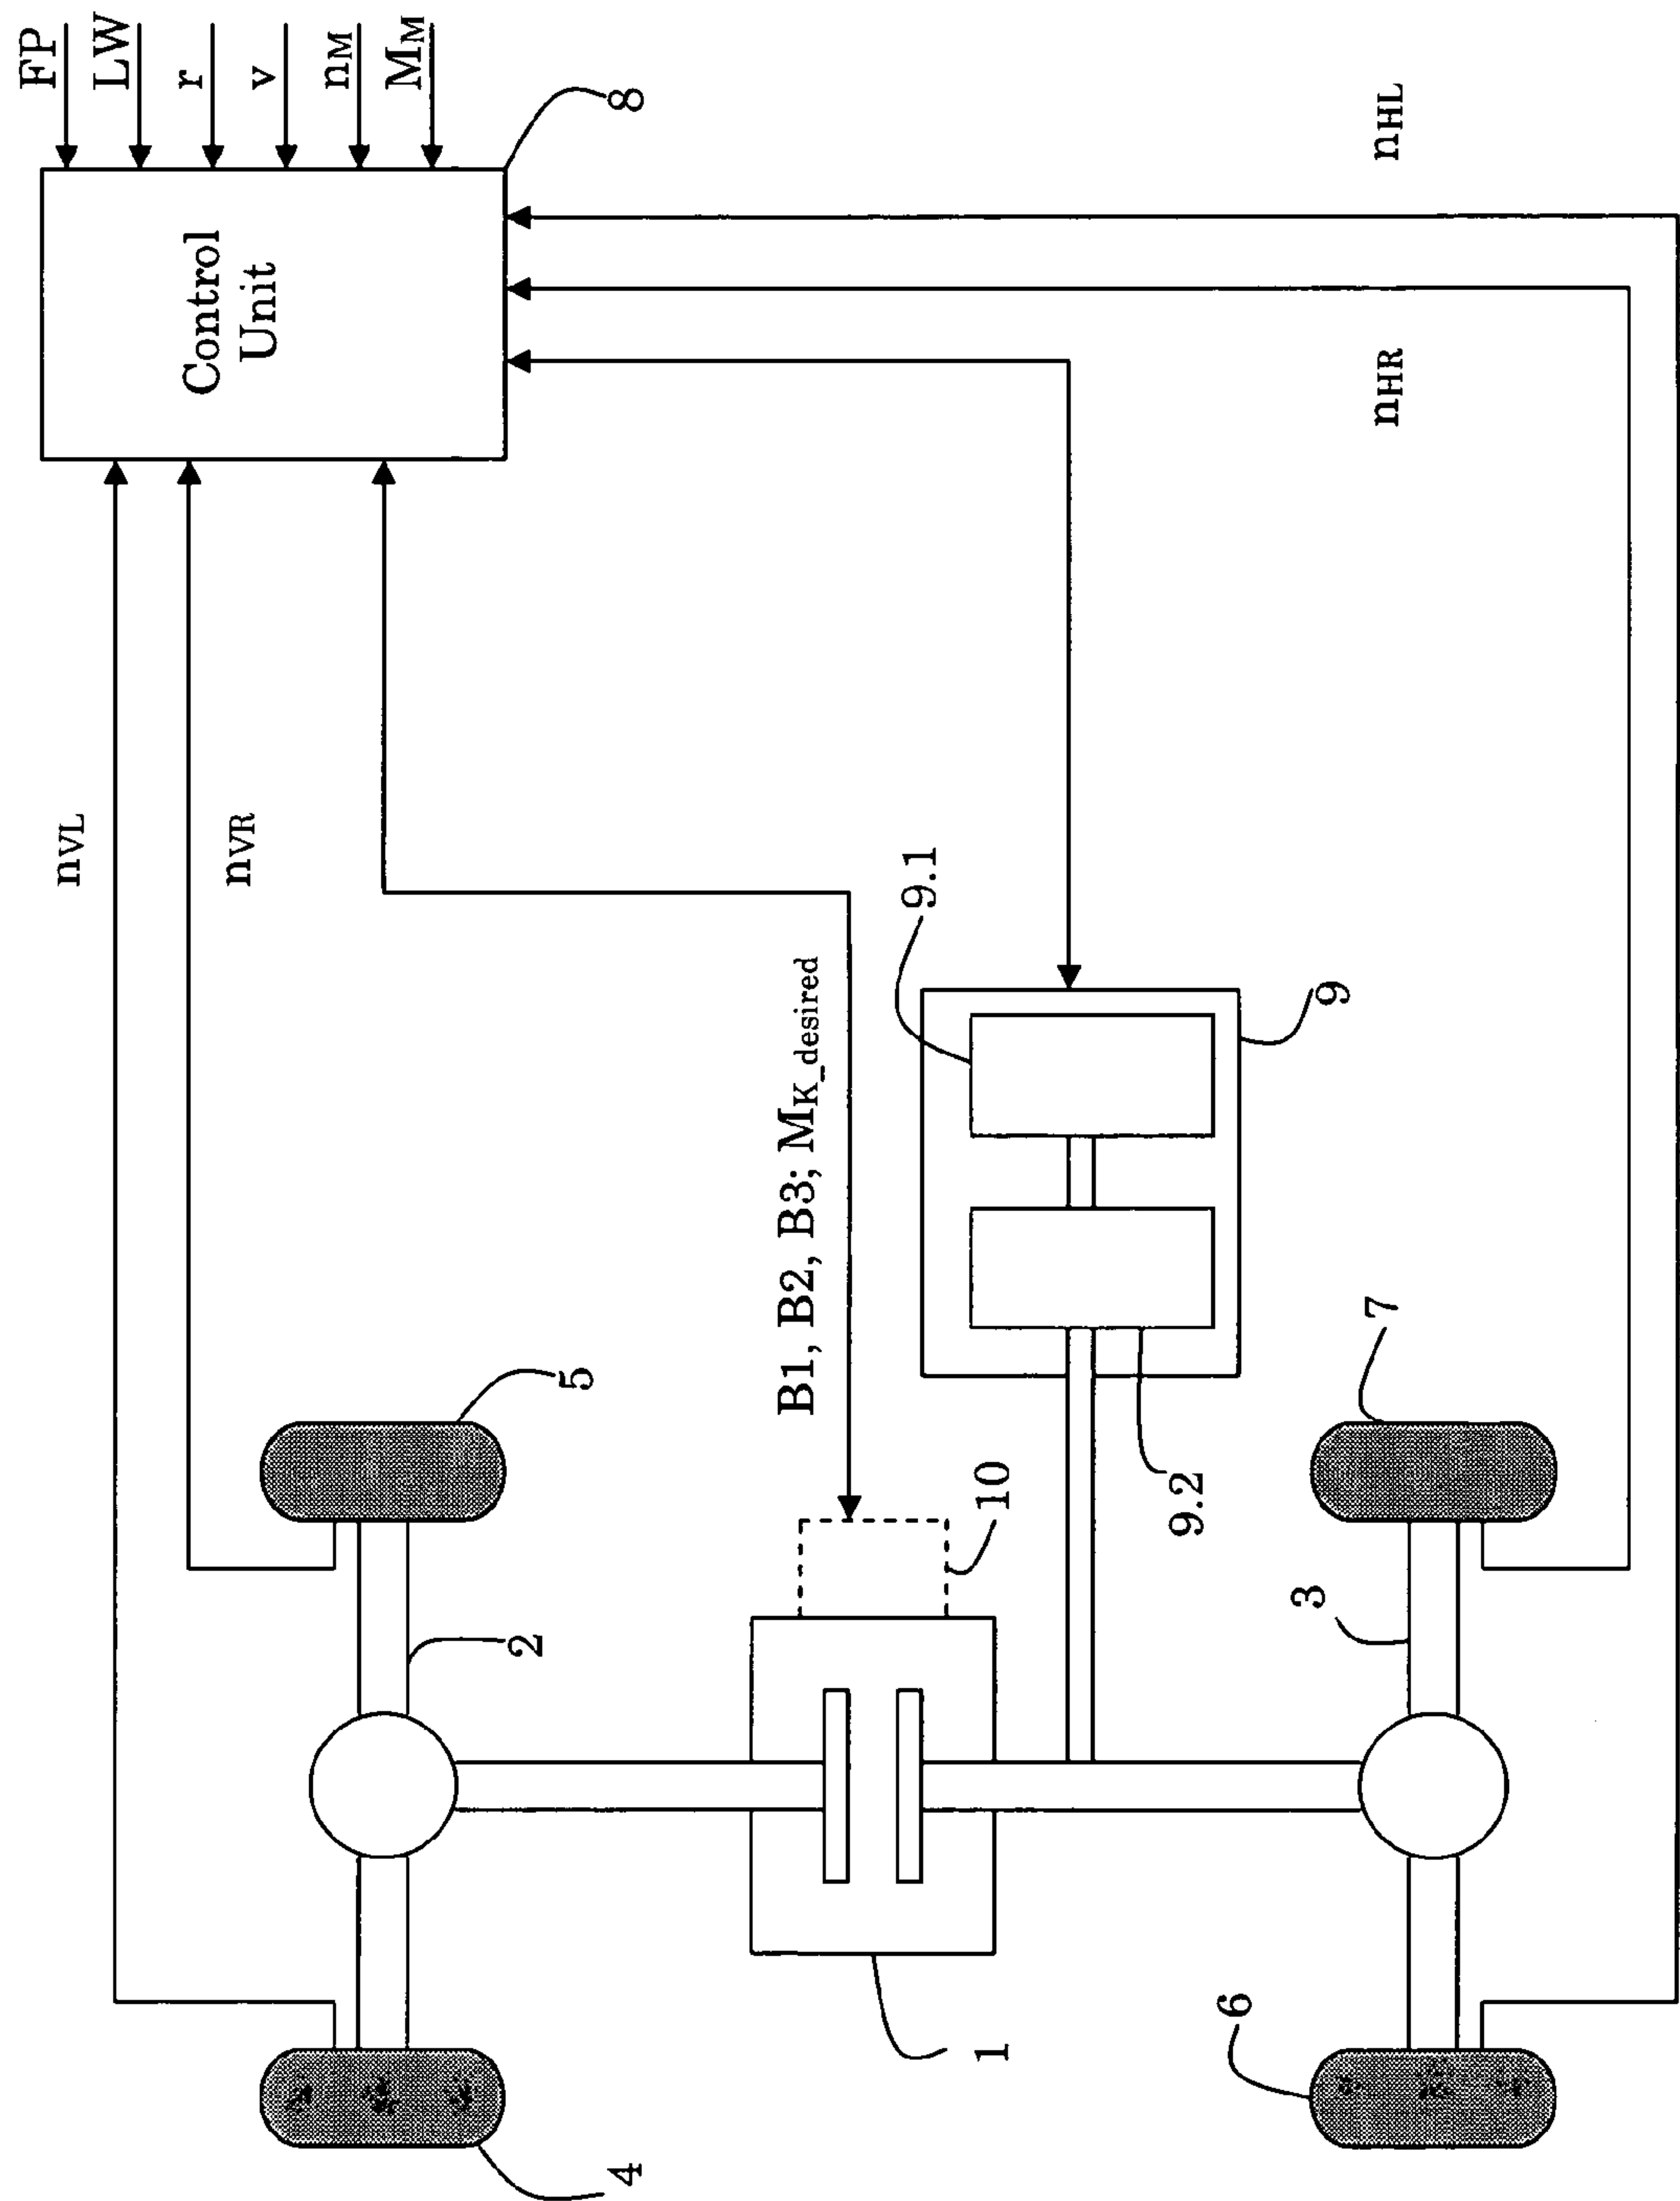 FP
LW
r
v
nM
MM
Control
Unit
8
nVL
nVR
nHL
nHR
B1, B2, B3; MK_desired
9.1
9
9.2
10
5
7
2
3
1
6
4